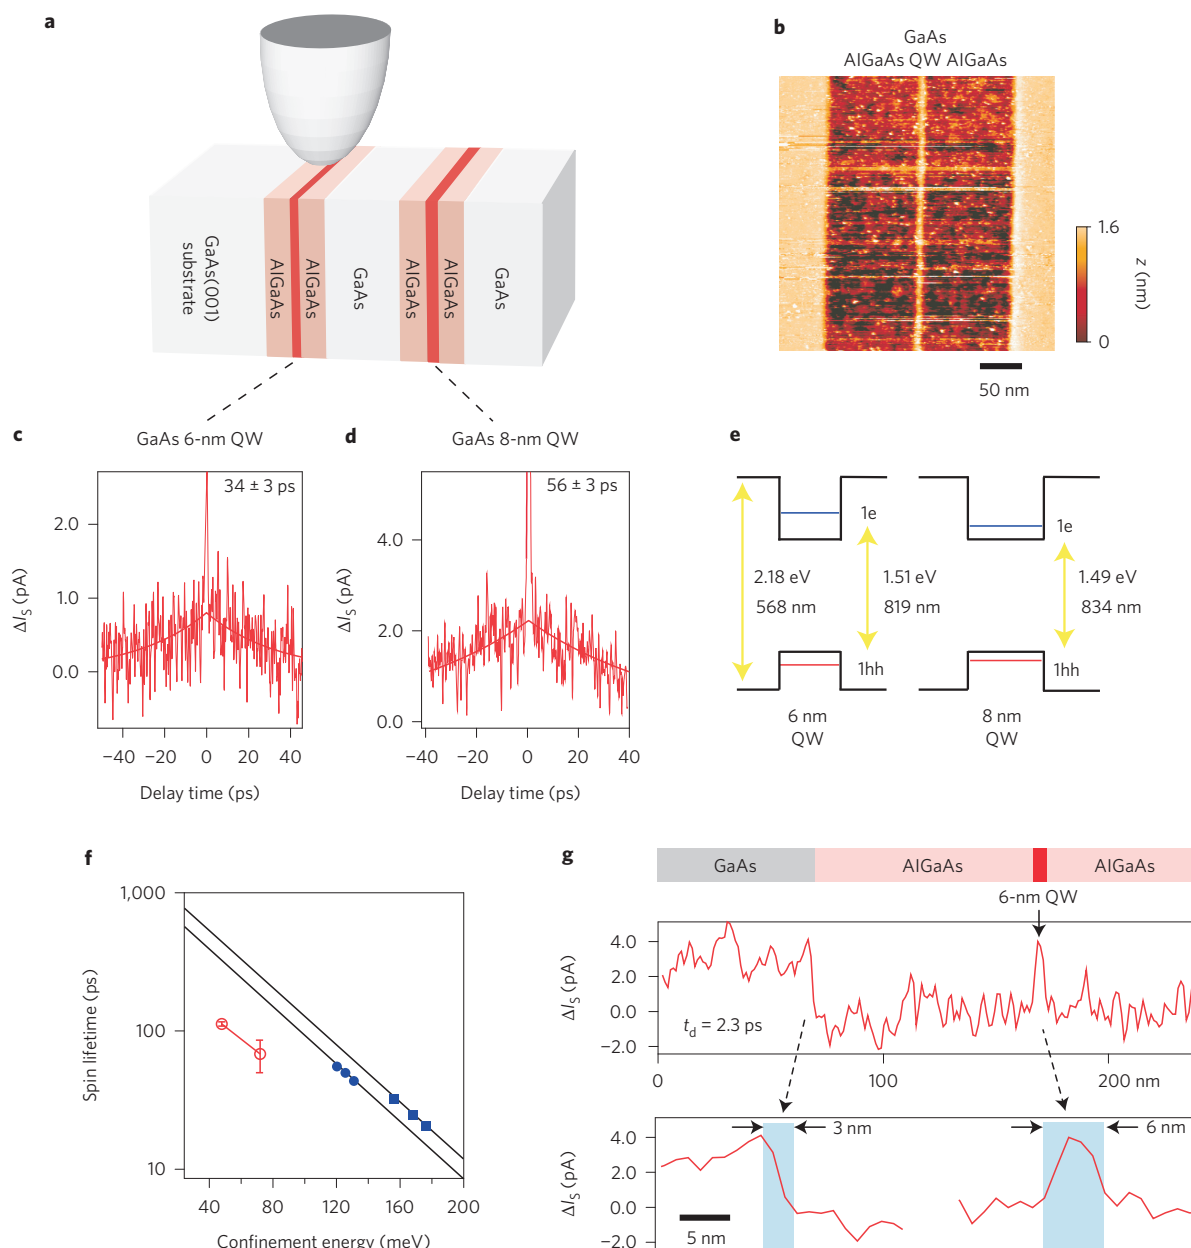 a
GaAs(001)
substrate
AlGaAs
AlGaAs
GaAs
AlGaAs
AlGaAs
GaAs
b
GaAs
AlGaAs QW AlGaAs
1.6
0
z (nm)
50 nm
c
GaAs 6-nm QW
34 ± 3 ps
2.0
1.0
0.0
ΔIS (pA)
−40 −20 0 20 40
Delay time (ps)
d
GaAs 8-nm QW
56 ± 3 ps
4.0
2.0
0.0
ΔIS (pA)
−40 −20 0 20 40
Delay time (ps)
e
1e
2.18 eV
568 nm
1.51 eV
819 nm
1hh
6 nm
QW
1e
1.49 eV
834 nm
1hh
8 nm
QW
f
1,000
100
10
Spin lifetime (ps)
40 80 120 160 200
Confinement energy (meV)
g
GaAs AlGaAs AlGaAs
6-nm QW
4.0
2.0
0.0
−2.0
ΔIS (pA)
td = 2.3 ps
0 100 200 nm
3 nm
6 nm
4.0
2.0
0.0
−2.0
ΔIS (pA)
5 nm